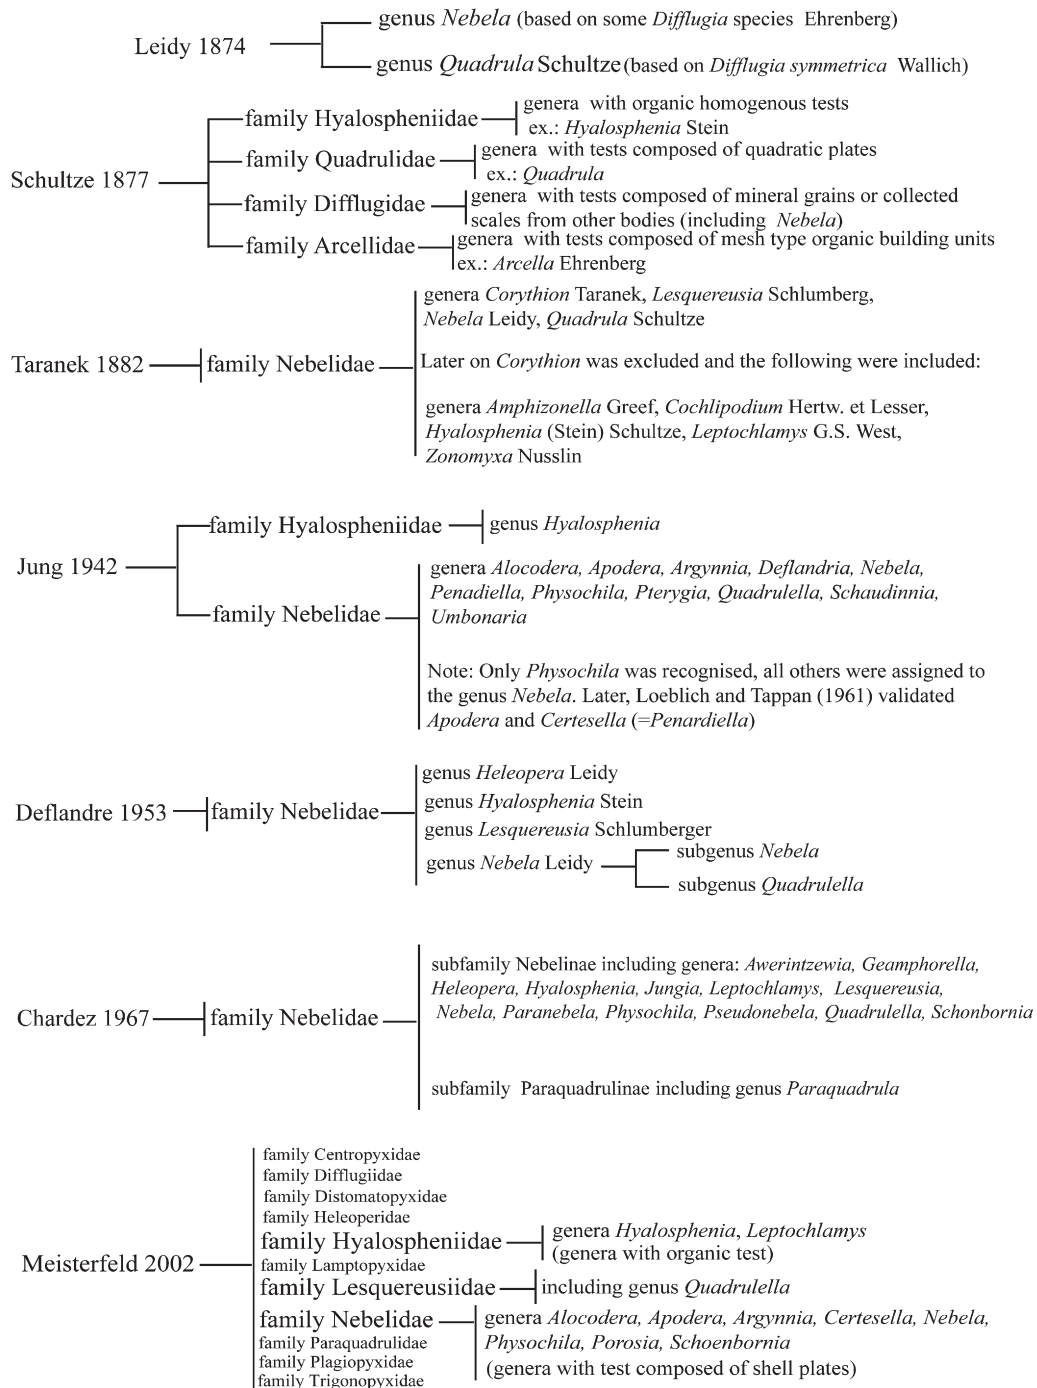 Leidy 1874
genus Nebela (based on some Difflugia species Ehrenberg)
genus Quadrula Schultze (based on Difflugia symmetrica Wallich)
Schultze 1877
family Hyalospheniidae
genera with organic homogenous tests
ex.: Hyalosphenia Stein
family Quadrulidae
genera with tests composed of quadratic plates
ex.: Quadrula
family Difflugidae
genera with tests composed of mineral grains or collected
scales from other bodies (including Nebela)
family Arcellidae
genera with tests composed of mesh type organic building units
ex.: Arcella Ehrenberg
Taranek 1882
family Nebelidae
genera Corythion Taranek, Lesquereusia Schlumberg,
Nebela Leidy, Quadrula Schultze
Later on Corythion was excluded and the following were included:
genera Amphizonella Greef, Cochlipodium Hertw. et Lesser,
Hyalosphenia (Stein) Schultze, Leptochlamys G.S. West,
Zonomyxa Nusslin
Jung 1942
family Hyalospheniidae
genus Hyalosphenia
family Nebelidae
genera Alocodera, Apodera, Argynnia, Deflandria, Nebela,
Penadiella, Physochila, Pterygia, Quadrulella, Schaudinnia,
Umbonaria
Note: Only Physochila was recognised, all others were assigned to
the genus Nebela. Later, Loeblich and Tappan (1961) validated
Apodera and Certesella (=Penardiella)
Deflandre 1953
family Nebelidae
genus Heleopera Leidy
genus Hyalosphenia Stein
genus Lesquereusia Schlumberger
genus Nebela Leidy
subgenus Nebela
subgenus Quadrulella
Chardez 1967
family Nebelidae
subfamily Nebelinae including genera: Awerintzewia, Geamphorella,
Heleopera, Hyalosphenia, Jungia, Leptochlamys, Lesquereusia,
Nebela, Paranebela, Physochila, Pseudonebela, Quadrulella, Schonbornia
subfamily Paraquadrulinae including genus Paraquadrula
Meisterfeld 2002
family Centropyxidae
family Difflugiidae
family Distomatopyxidae
family Heleoperidae
family Hyalospheniidae
genera Hyalosphenia, Leptochlamys
(genera with organic test)
family Lamptopyxidae
family Lesquereusiidae
including genus Quadrulella
family Nebelidae
genera Alocodera, Apodera, Argynnia, Certesella, Nebela,
Physochila, Porosia, Schoenbornia
(genera with test composed of shell plates)
family Paraquadrulidae
family Plagiopyxidae
family Trigonopyxidae